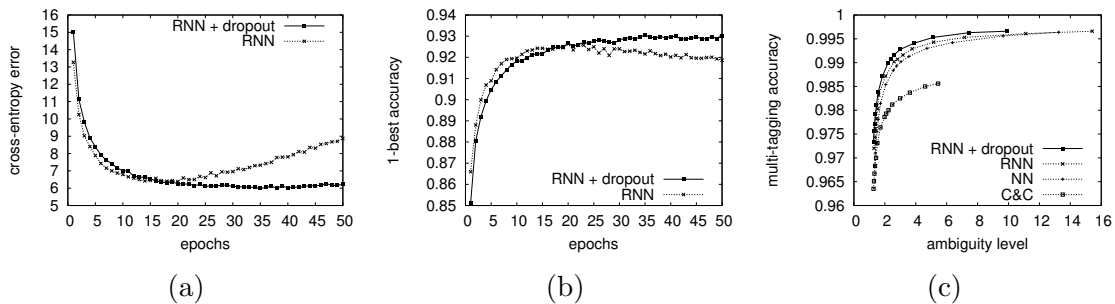 16
15
14
13
12
11
10
9
8
7
6
5
0 5 10 15 20 25 30 35 40 45 50
cross-entropy error
epochs
RNN + dropout
RNN
(a)
0.94
0.93
0.92
0.91
0.9
0.89
0.88
0.87
0.86
0.85
0 5 10 15 20 25 30 35 40 45 50
1-best accuracy
epochs
RNN + dropout
RNN
(b)
1
0.995
0.99
0.985
0.98
0.975
0.97
0.965
0.96
0 2 4 6 8 10 12 14 16
multi-tagging accuracy
ambiguity level
RNN + dropout
RNN
NN
C&C
(c)